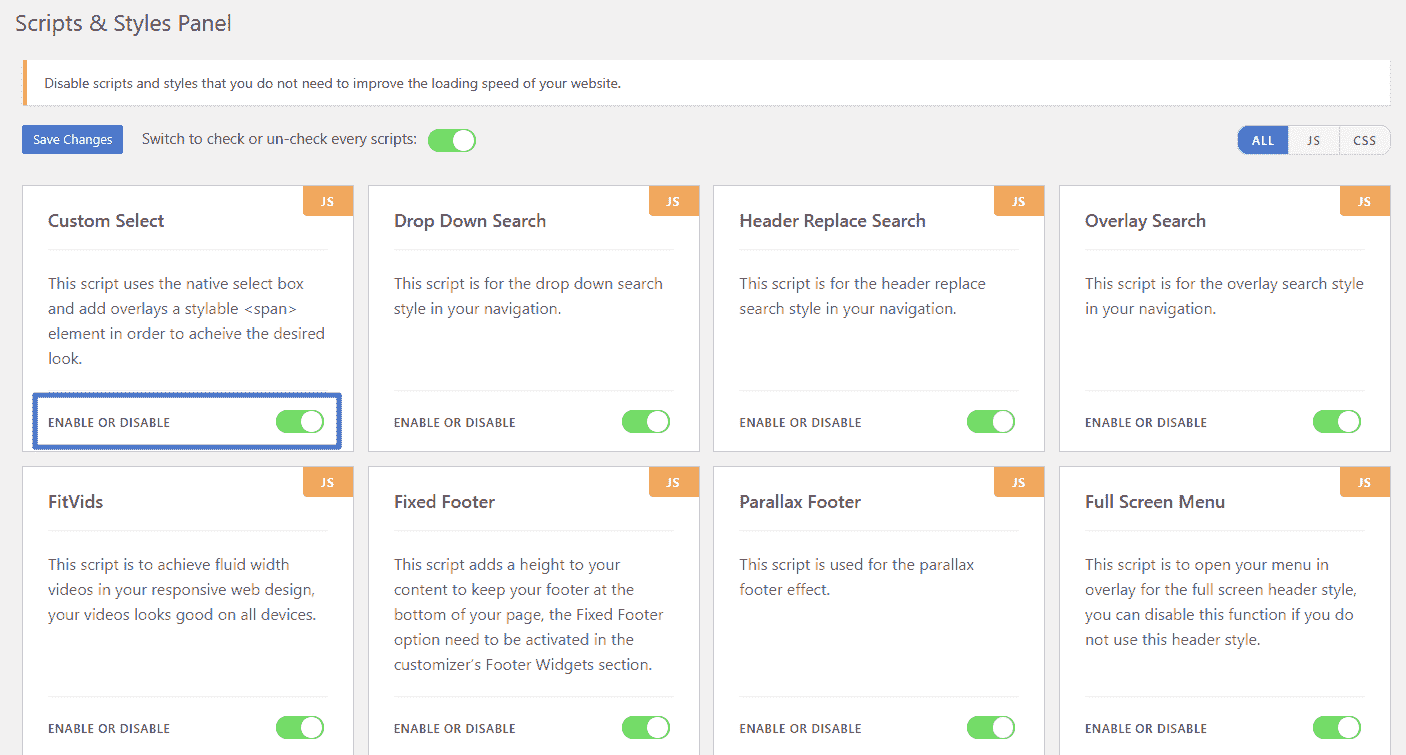 Scripts & Styles Panel
Disable scripts and styles that you do not need to improve the loading speed of your website.
Save Changes
Switch to check or un-check every scripts:
ALL
JS
CSS
JS
Custom Select
This script uses the native select box
and add overlays a stylable <span>
element in order to acheive the desired
look.
ENABLE OR DISABLE
JS
Drop Down Search
This script is for the drop down search
style in your navigation.
ENABLE OR DISABLE
JS
Header Replace Search
This script is for the header replace
search style in your navigation.
ENABLE OR DISABLE
JS
Overlay Search
This script is for the overlay search style
in your navigation.
ENABLE OR DISABLE
JS
FitVids
This script is to achieve fluid width
videos in your responsive web design,
your videos looks good on all devices.
ENABLE OR DISABLE
JS
Fixed Footer
This script adds a height to your
content to keep your footer at the
bottom of your page, the Fixed Footer
option need to be activated in the
customizer's Footer Widgets section.
ENABLE OR DISABLE
JS
Parallax Footer
This script is used for the parallax
footer effect.
ENABLE OR DISABLE
JS
Full Screen Menu
This script is to open your menu in
overlay for the full screen header style,
you can disable this function if you do
not use this header style.
ENABLE OR DISABLE